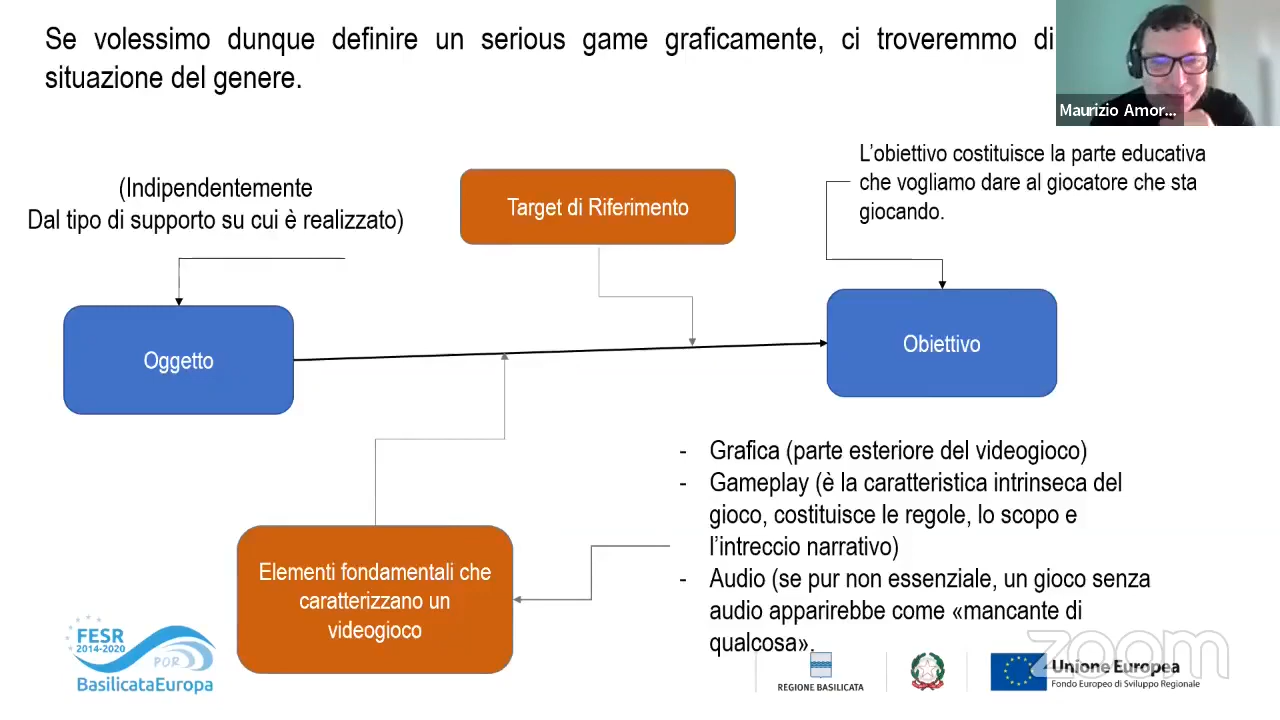 Se volessimo dunque definire un serious game graficamente, ci troveremmo di
situazione del genere.
Maurizio Amor...
(Indipendentemente
Dal tipo di supporto su cui è realizzato)
Target di Riferimento
L'obiettivo costituisce la parte educativa
che vogliamo dare al giocatore che sta
giocando.
Oggetto
Obiettivo
- Grafica (parte esteriore del videogioco)
- Gameplay (è la caratteristica intrinseca del
gioco, costituisce le regole, lo scopo e
l'intreccio narrativo)
- Audio (se pur non essenziale, un gioco senza
audio apparirebbe come «mancante di
qualcosa».
Elementi fondamentali che
caratterizzano un
videogioco
FESR
2014-2020
POR
BasilicataEuropa
REGIONE BASILICATA
Unione Europea
Fondo Europeo di Sviluppo Regionale
zoom